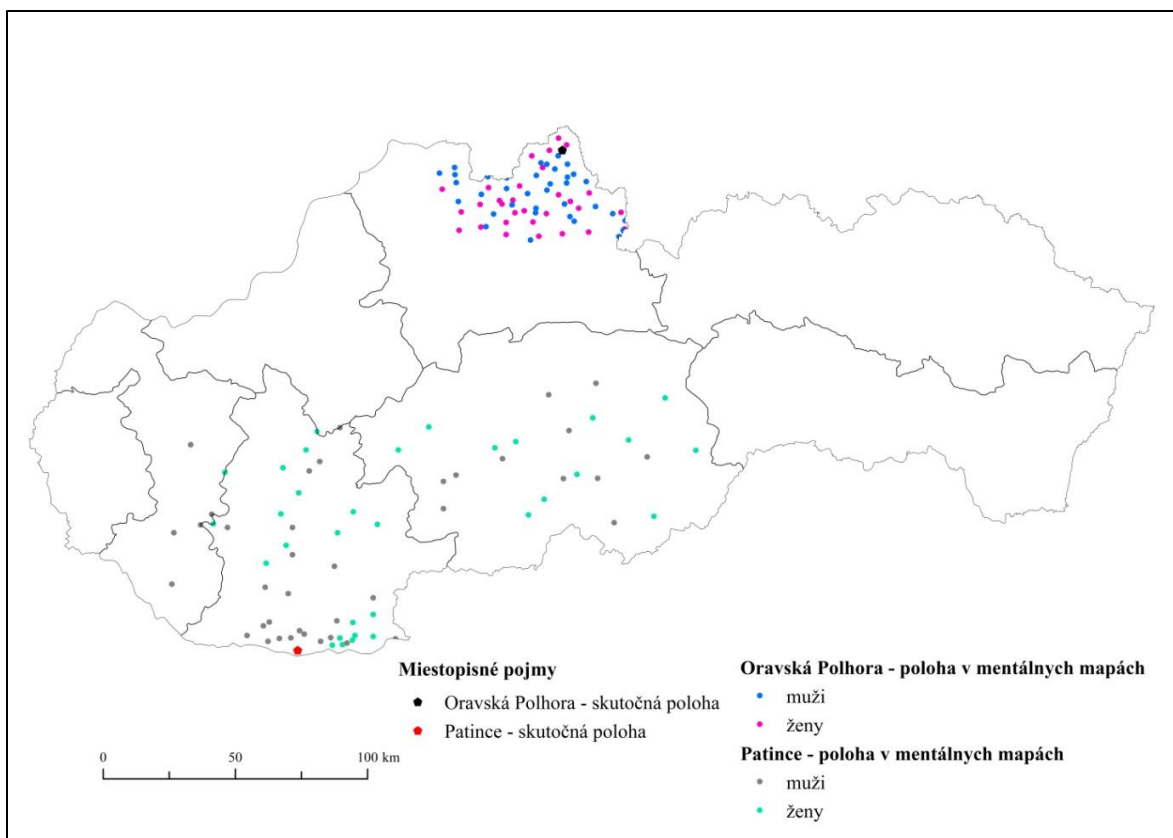 Miestopisné pojmy
Oravská Polhora - skutočná poloha
Patince - skutočná poloha
Oravská Polhora - poloha v mentálnych mapách
muži
ženy
Patince - poloha v mentálnych mapách
muži
ženy
0 50 100 km